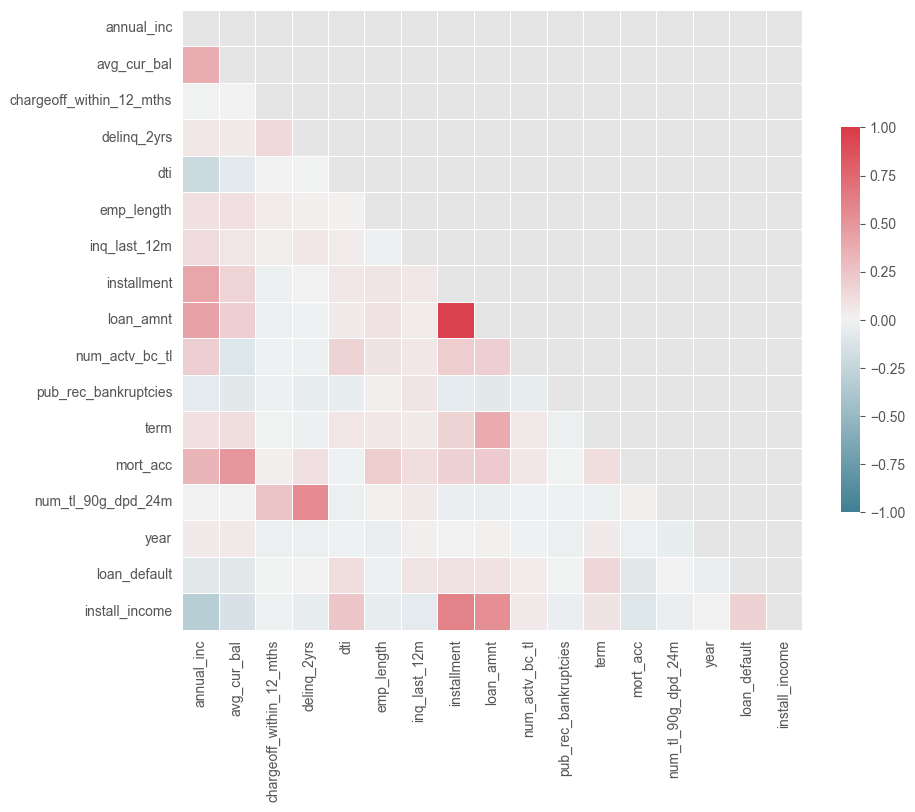 annual_inc
avg_cur_bal
chargeoff_within_12_mths
delinq_2yrs
dti
emp_length
inq_last_12m
installment
loan_amnt
num_actv_bc_tl
pub_rec_bankruptcies
term
mort_acc
num_tl_90g_dpd_24m
year
loan_default
install_income
annual_inc
avg_cur_bal
chargeoff_within_12_mths
delinq_2yrs
dti
emp_length
inq_last_12m
installment
loan_amnt
num_actv_bc_tl
pub_rec_bankruptcies
term
mort_acc
num_tl_90g_dpd_24m
year
loan_default
install_income
1.00
0.75
0.50
0.25
0.00
−0.25
−0.50
−0.75
−1.00